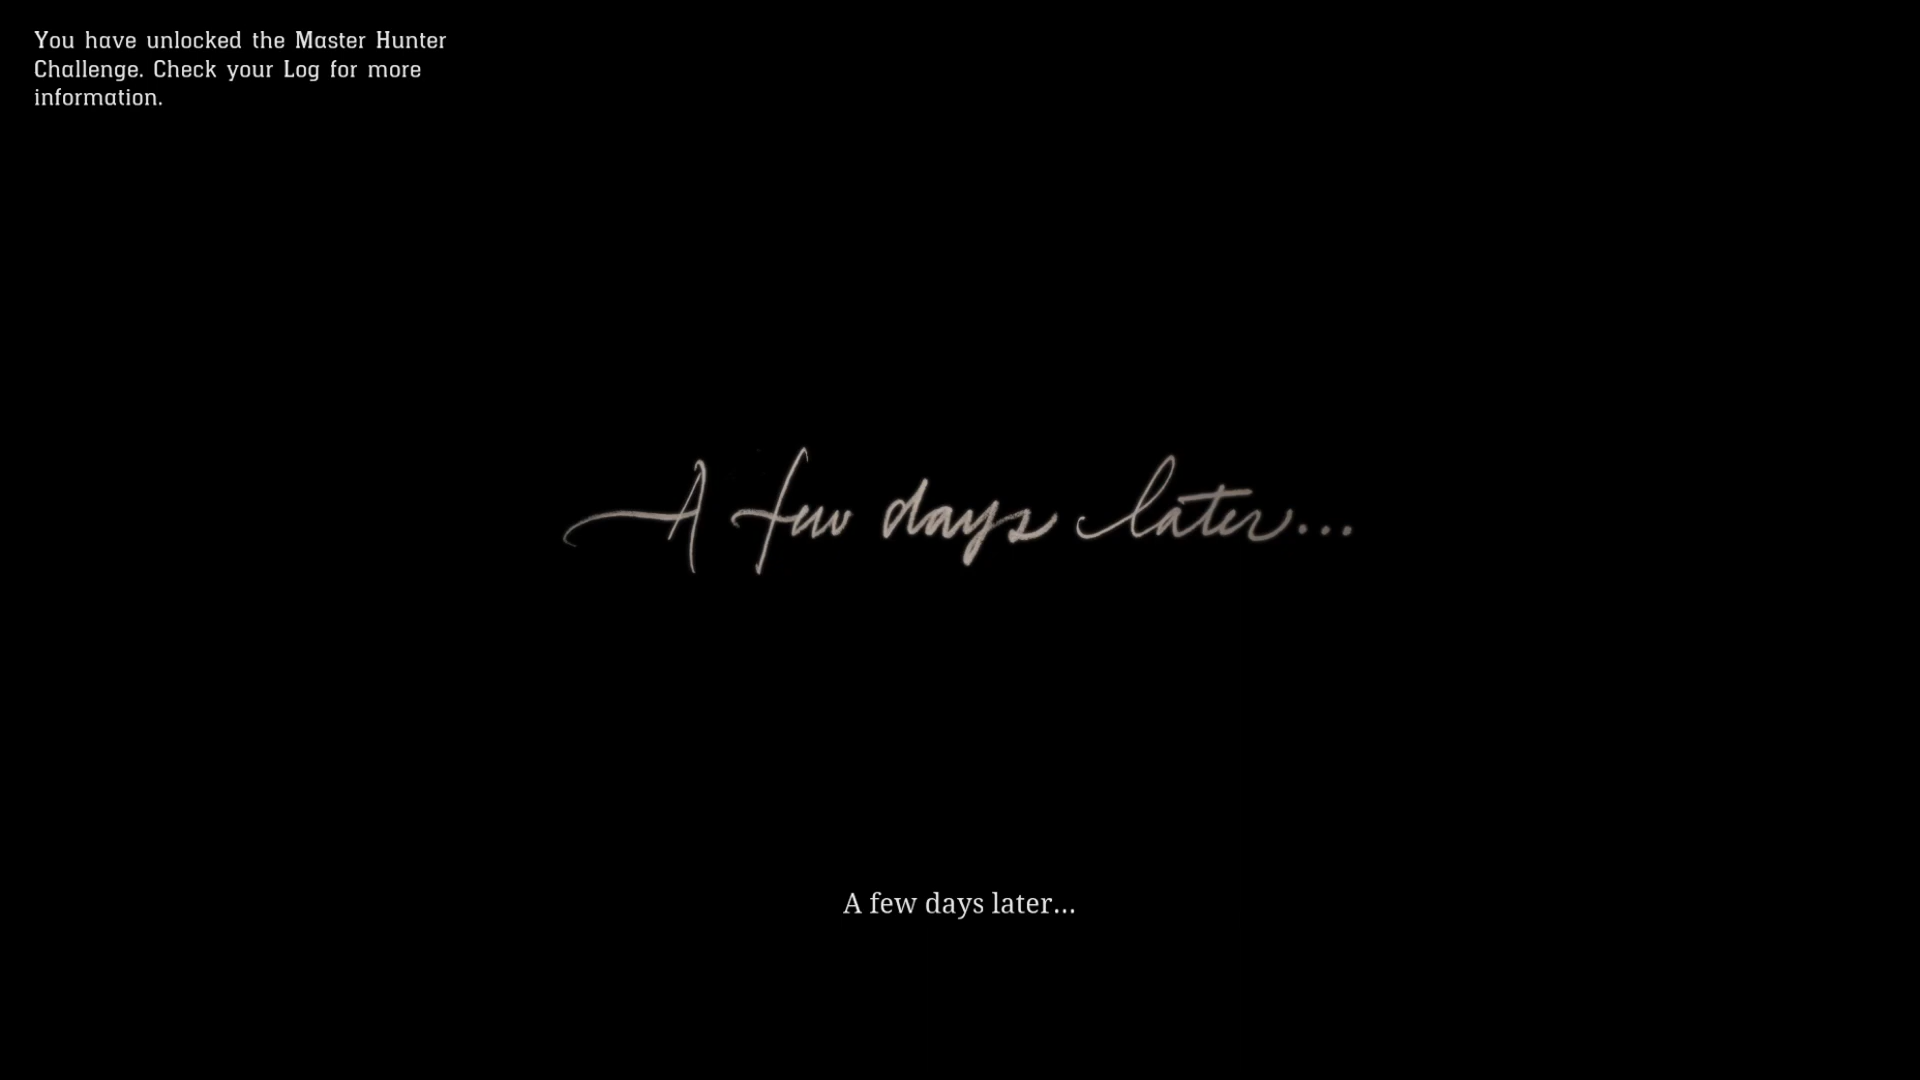 You have unlocked the Master Hunter
Challenge. Check your Log for more
information.
A few days later...
A few days later...